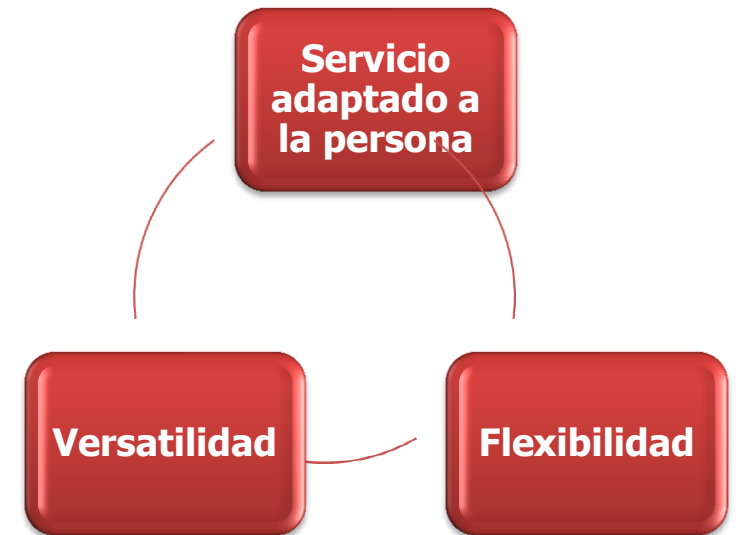 Servicio
adaptado a
la persona
Versatilidad
Flexibilidad